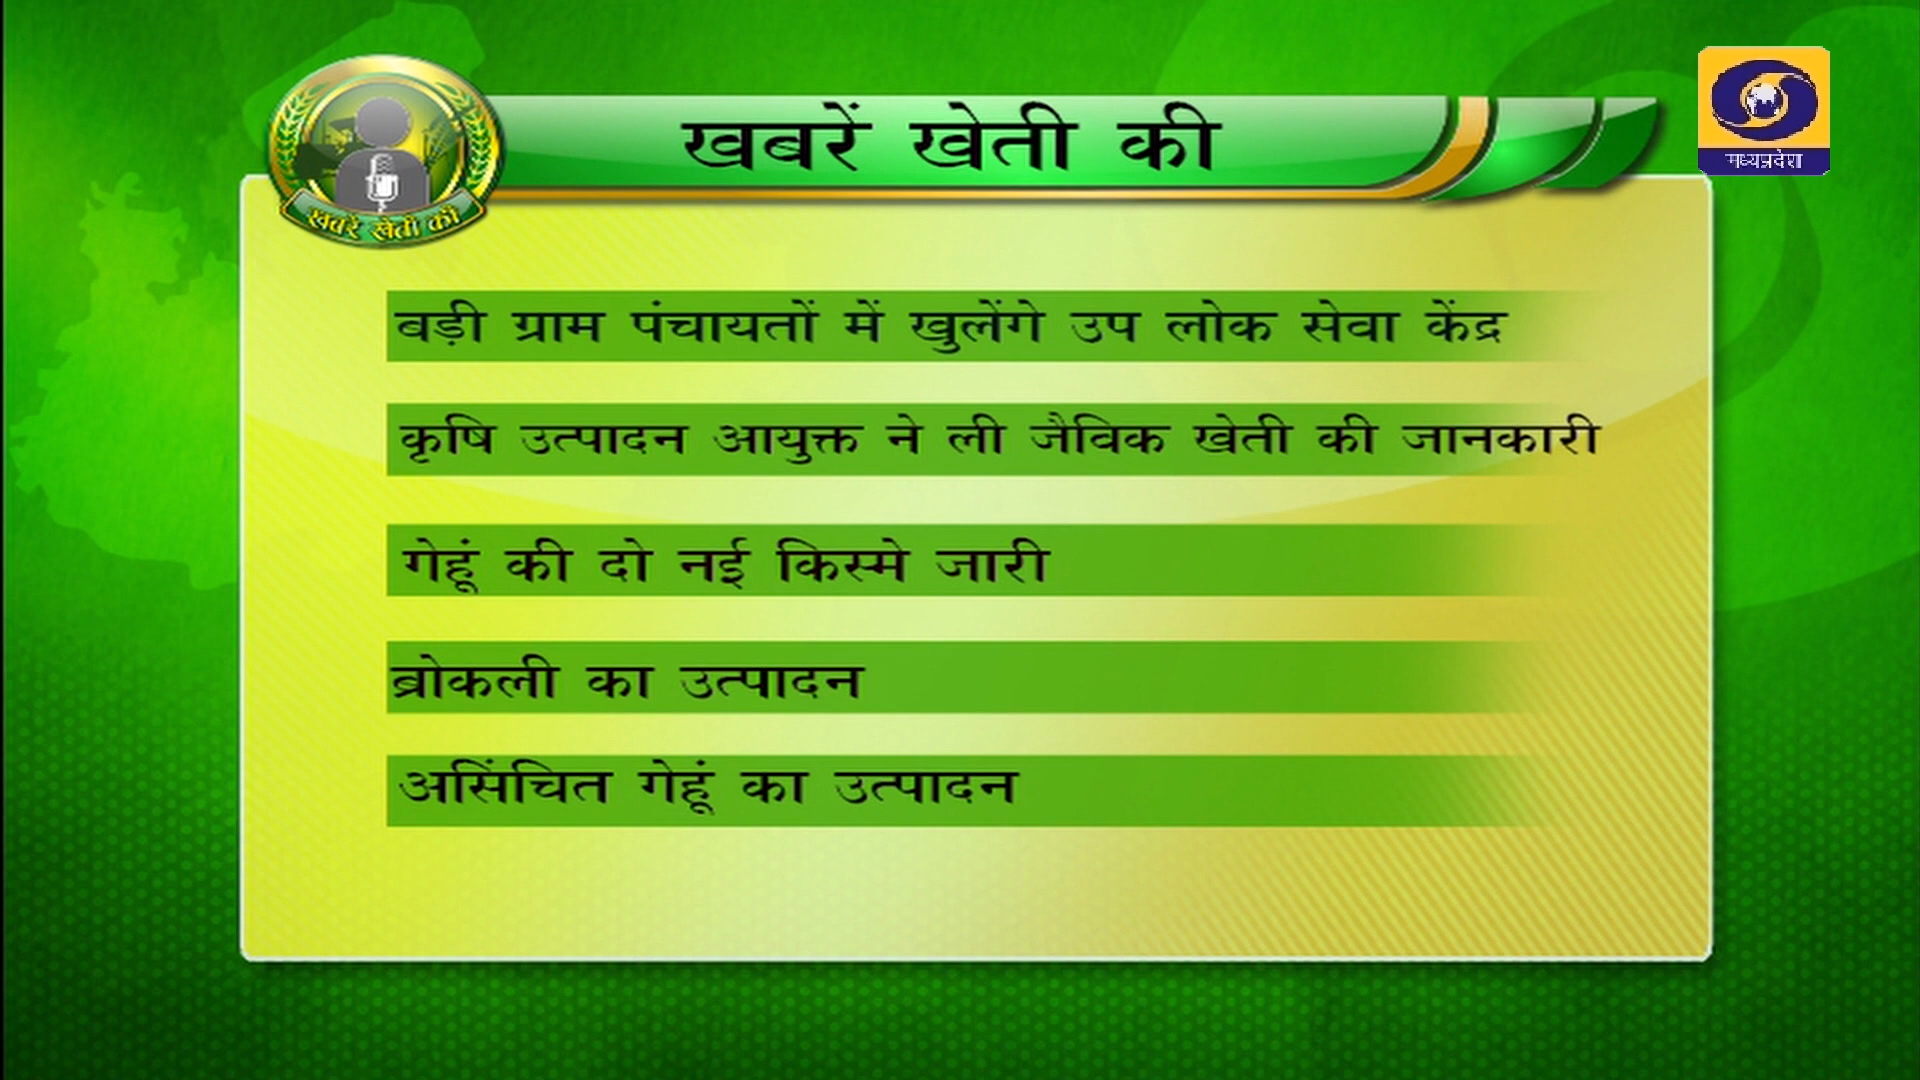 खबरें खेती की
मध्यप्रदेश
खबरें खेती की
बड़ी ग्राम पंचायतों में खुलेंगे उप लोक सेवा केंद्र
कृषि उत्पादन आयुक्त ने ली जैविक खेती की जानकारी
गेहूं की दो नई किस्मे जारी
ब्रोकली का उत्पादन
असिंचित गेहूं का उत्पादन